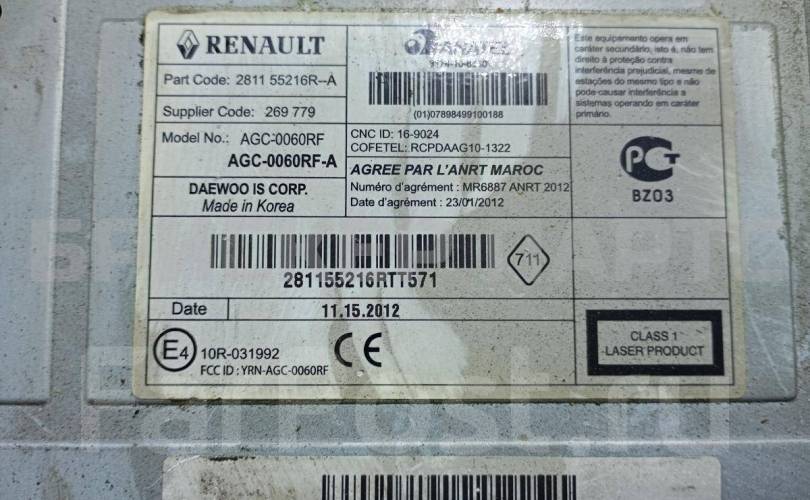 RENAULT
Part Code: 2811 55216R--A
Supplier Code: 269 779
Model No.: AGC-0060RF
AGC-0060RF-A
DAEWOO IS CORP.
Made in Korea
ANATEL
(01)07898499100188
CNC ID: 16-9024
COFETEL: RCPDAAG10-1322
AGREE PAR L'ANRT MAROC
Numéro d'agrément : MR6887 ANRT 2012
Date d'agrément : 23/01/2012
Este equipamento opera em
caráter secundário, isto é, não tem
direito à proteção contra
interferência prejudicial, mesmo de
estações do mesmo tipo e não
pode causar interferência a
sistemas operando em caráter
primário.
PCT
BZ03
281155216RTT571
711
Date
11.15.2012
E4
10R-031992
FCC ID : YRN-AGC-0060RF
CE
CLASS 1
LASER PRODUCT
FarPost.ru